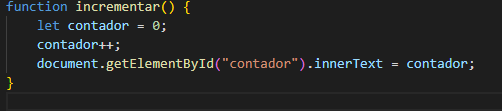 function incrementar() {
    let contador = 0;
    contador++;
    document.getElementById("contador").innerText = contador;
}